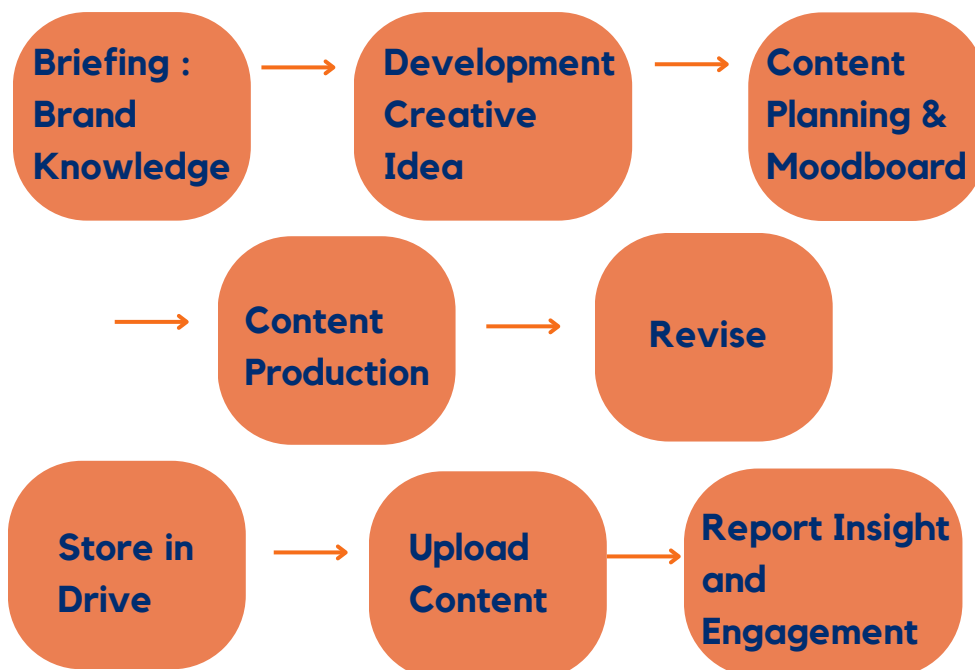 Briefing :
Brand
Knowledge
Development
Creative
Idea
Content
Planning &
Moodboard
Content
Production
Revise
Store in
Drive
Upload
Content
Report Insight
and
Engagement